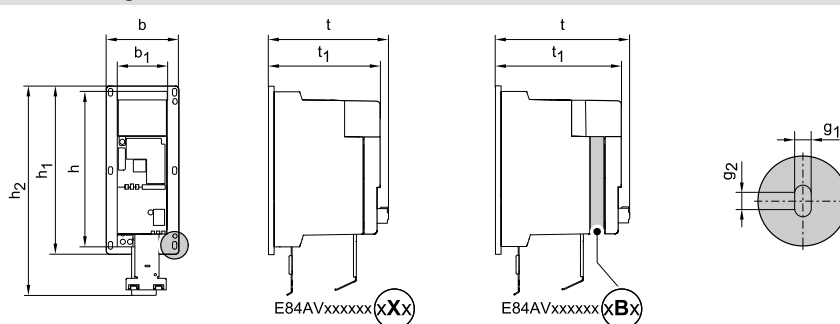 b
b1
h2
h1
h
t
t1
E84AVxxxxxx xXx
t
t1
E84AVxxxxxx xBx
g1
g2